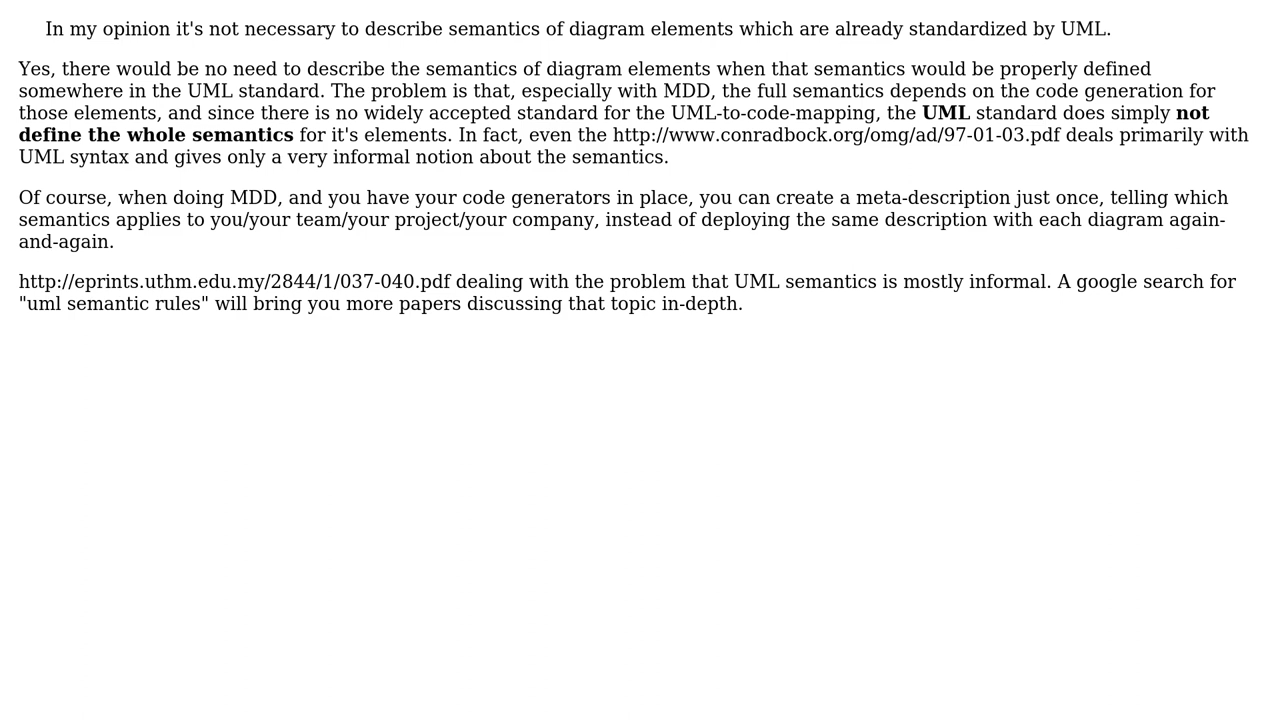 In my opinion it's not necessary to describe semantics of diagram elements which are already standardized by UML.
Yes, there would be no need to describe the semantics of diagram elements when that semantics would be properly defined
somewhere in the UML standard. The problem is that, especially with MDD, the full semantics depends on the code generation for
those elements, and since there is no widely accepted standard for the UML-to-code-mapping, the UML standard does simply not
define the whole semantics for it's elements. In fact, even the http://www.conradbock.org/omg/ad/97-01-03.pdf deals primarily with
UML syntax and gives only a very informal notion about the semantics.
Of course, when doing MDD, and you have your code generators in place, you can create a meta-description just once, telling which
semantics applies to you/your team/your project/your company, instead of deploying the same description with each diagram again-
and-again.
http://eprints.uthm.edu.my/2844/1/037-040.pdf dealing with the problem that UML semantics is mostly informal. A google search for
"uml semantic rules" will bring you more papers discussing that topic in-depth.